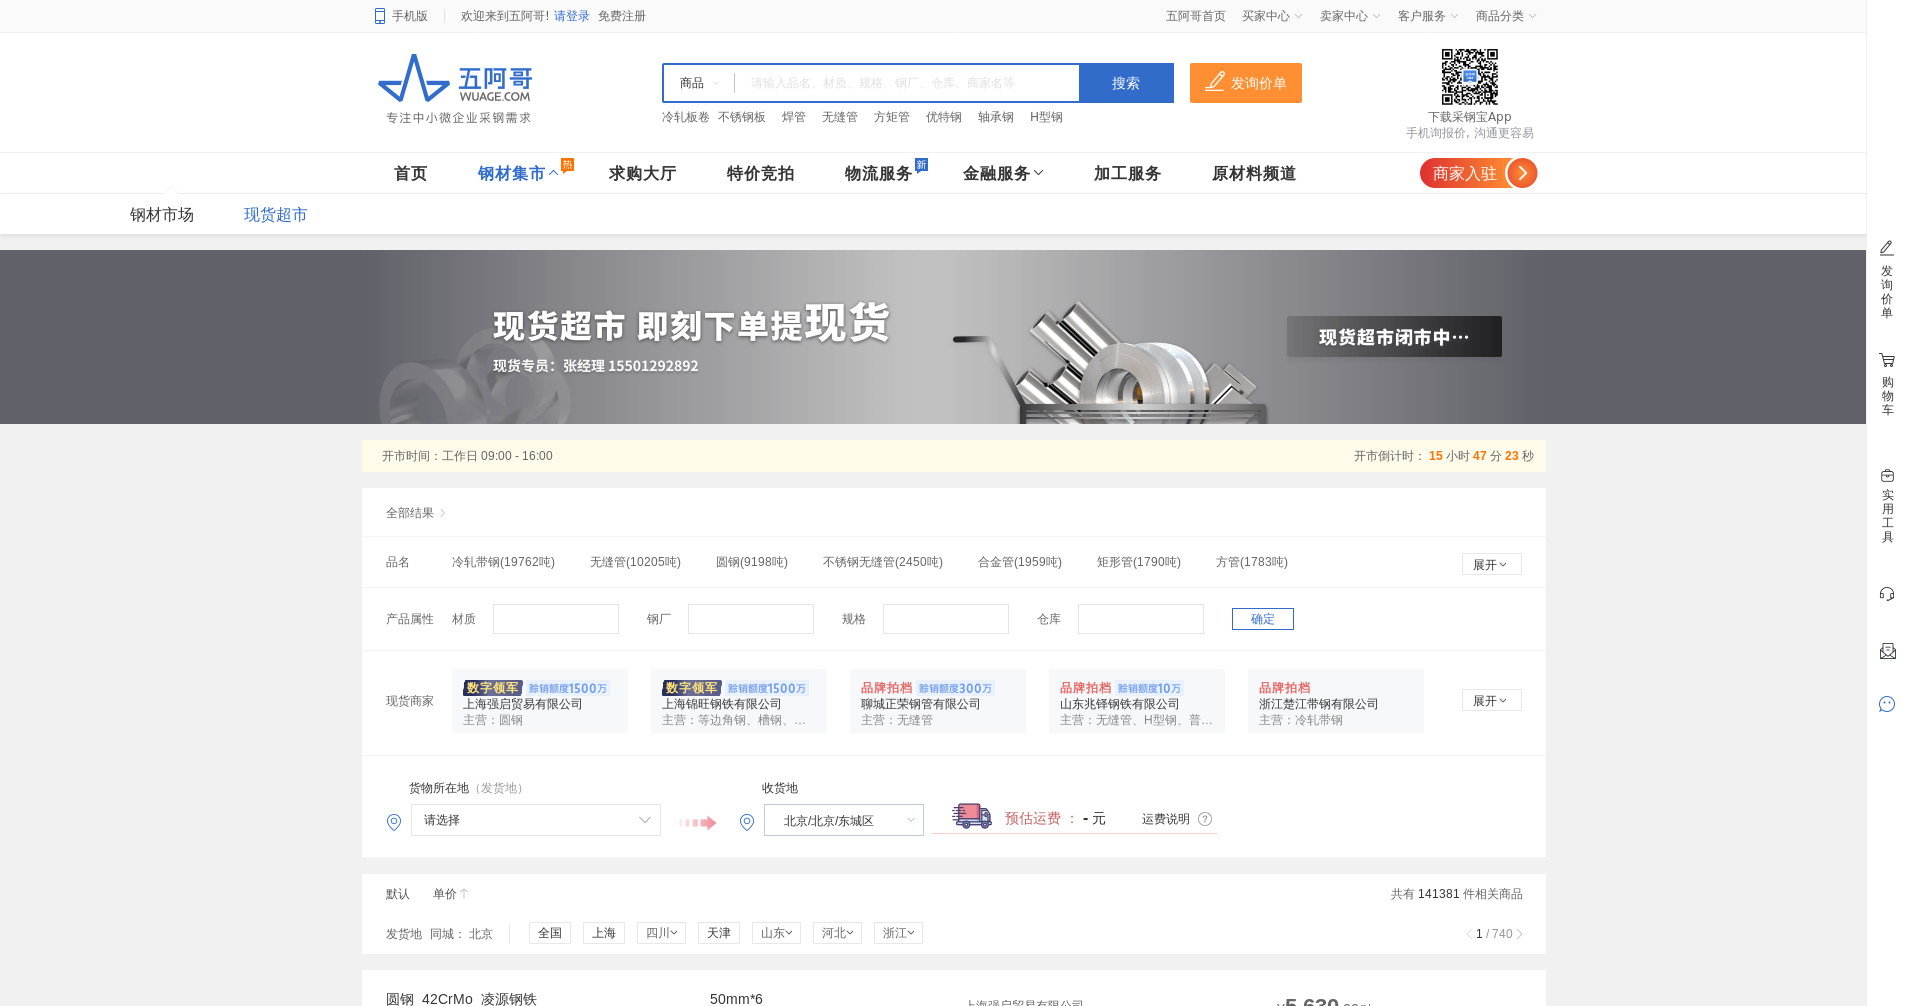 手机版 欢迎来到五阿哥! 请登录 免费注册 五阿哥首页 买家中心 卖家中心 客户服务 商品分类
五阿哥
WUAGE.COM
专注中小微企业采钢需求
商品 请输入品名、材质、规格、钢厂、仓库、商家名等 搜索 发询价单
冷轧板卷 不锈钢板 焊管 无缝管 方矩管 优特钢 轴承钢 H型钢
下载采钢宝App
手机询报价, 沟通更容易
首页 钢材集市 热 求购大厅 特价竞拍 物流服务 新 金融服务 加工服务 原材料频道 商家入驻
钢材市场 现货超市
现货超市 即刻下单提现货
现货专员：张经理 15501292892
现货超市闭市中…
开市时间：工作日 09:00 - 16:00 开市倒计时： 15 小时 47 分 23 秒
全部结果
品名 冷轧带钢(19762吨) 无缝管(10205吨) 圆钢(9198吨) 不锈钢无缝管(2450吨) 合金管(1959吨) 矩形管(1790吨) 方管(1783吨) 展开
产品属性 材质 钢厂 规格 仓库 确定
现货商家
数字领军 赊销额度1500万
上海强启贸易有限公司
主营：圆钢
数字领军 赊销额度1500万
上海锦旺钢铁有限公司
主营：等边角钢、槽钢、…
品牌拍档 赊销额度300万
聊城正荣钢管有限公司
主营：无缝管
品牌拍档 赊销额度10万
山东兆铎钢铁有限公司
主营：无缝管、H型钢、普…
品牌拍档
浙江楚江带钢有限公司
主营：冷轧带钢
展开
货物所在地（发货地） 收货地
请选择 北京/北京/东城区 预估运费 ： - 元 运费说明 ?
默认 单价 共有 141381 件相关商品
发货地 同城： 北京 全国 上海 四川 天津 山东 河北 浙江 1 / 740
圆钢 42CrMo 凌源钢铁 50mm*6 上海强启贸易有限公司 ¥5,630
发询价单
购物车
实用工具